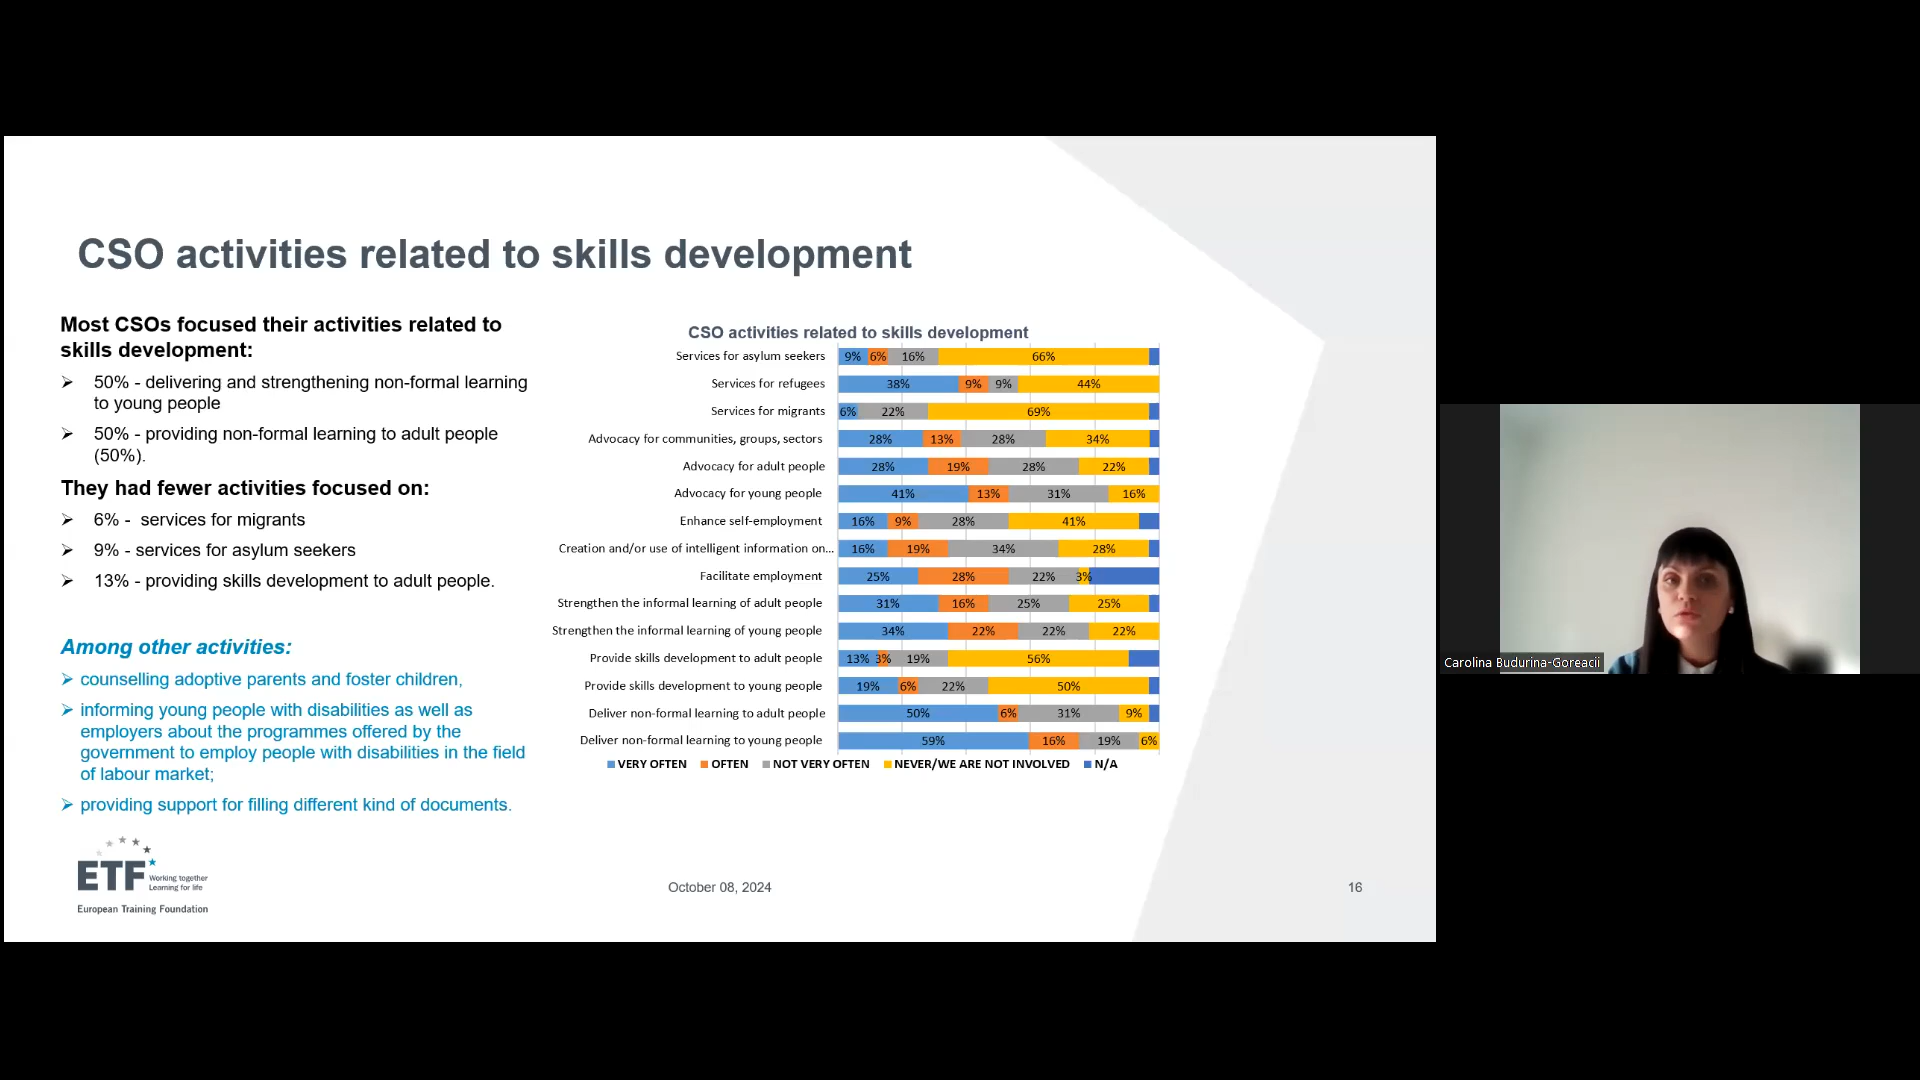 CSO activities related to skills development
Most CSOs focused their activities related to
skills development:
50% - delivering and strengthening non-formal learning
to young people
50% - providing non-formal learning to adult people
(50%).
They had fewer activities focused on:
6% - services for migrants
9% - services for asylum seekers
13% - providing skills development to adult people.
Among other activities:
counselling adoptive parents and foster children,
informing young people with disabilities as well as
employers about the programmes offered by the
government to employ people with disabilities in the field
of labour market;
providing support for filling different kind of documents.
CSO activities related to skills development
Services for asylum seekers 9% 6% 16% 66%
Services for refugees 38% 9% 9% 44%
Services for migrants 6% 22% 69%
Advocacy for communities, groups, sectors 28% 13% 28% 34%
Advocacy for adult people 28% 19% 28% 22%
Advocacy for young people 41% 13% 31% 16%
Enhance self-employment 16% 9% 28% 41%
Creation and/or use of intelligent information on... 16% 19% 34% 28%
Facilitate employment 25% 28% 22% 3%
Strengthen the informal learning of adult people 31% 16% 25% 25%
Strengthen the informal learning of young people 34% 22% 22% 22%
Provide skills development to adult people 13% 3% 19% 56%
Provide skills development to young people 19% 6% 22% 50%
Deliver non-formal learning to adult people 50% 6% 31% 9%
Deliver non-formal learning to young people 59% 16% 19% 6%
VERY OFTEN OFTEN NOT VERY OFTEN NEVER/WE ARE NOT INVOLVED N/A
ETF Working together
Learning for life
European Training Foundation
October 08, 2024
16
Carolina Budurina-Goreacii